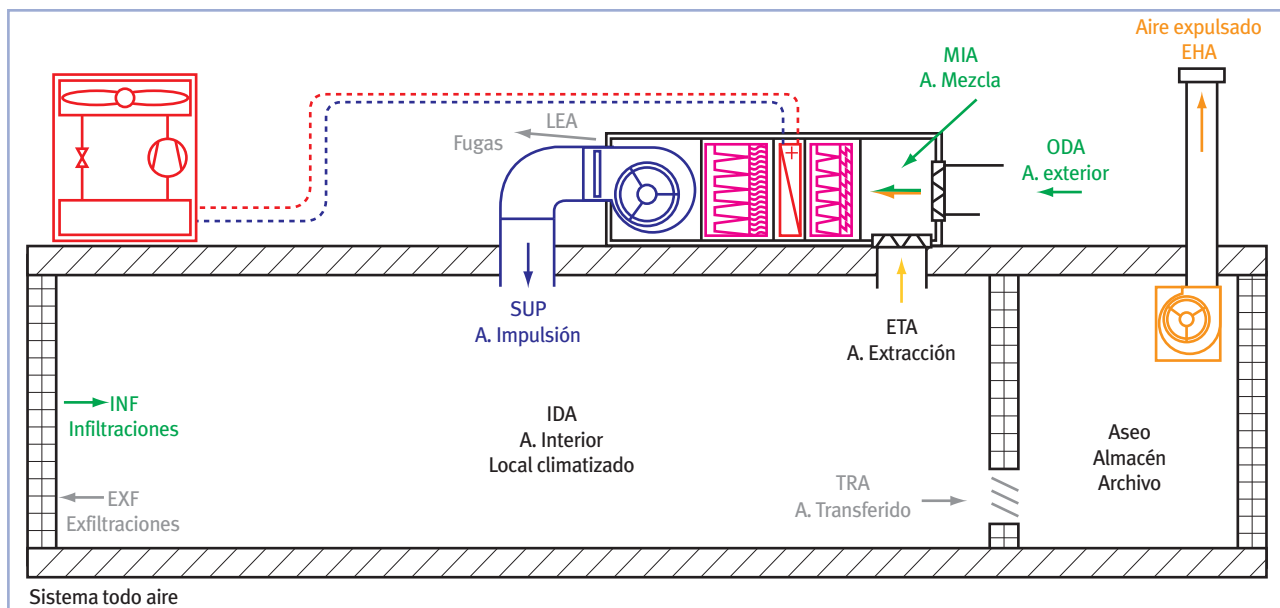 Aire expulsado
EHA
MIA
A. Mezcla
LEA
Fugas
+
ODA
A. exterior
SUP
A. Impulsión
ETA
A. Extracción
INF
Infiltraciones
IDA
A. Interior
Local climatizado
Aseo
Almacén
Archivo
EXF
Exfiltraciones
TRA
A. Transferido
Sistema todo aire